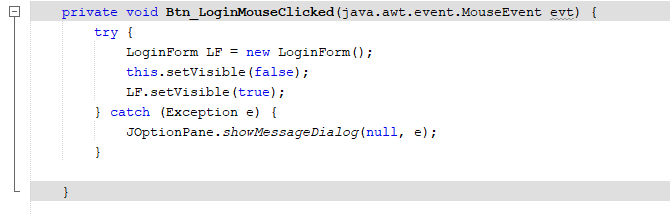 private void Btn_LoginMouseClicked(java.awt.event.MouseEvent evt) {
try {
LoginForm LF = new LoginForm();
this.setVisible(false);
LF.setVisible(true);
} catch (Exception e) {
JOptionPane.showMessageDialog(null, e);
}
}